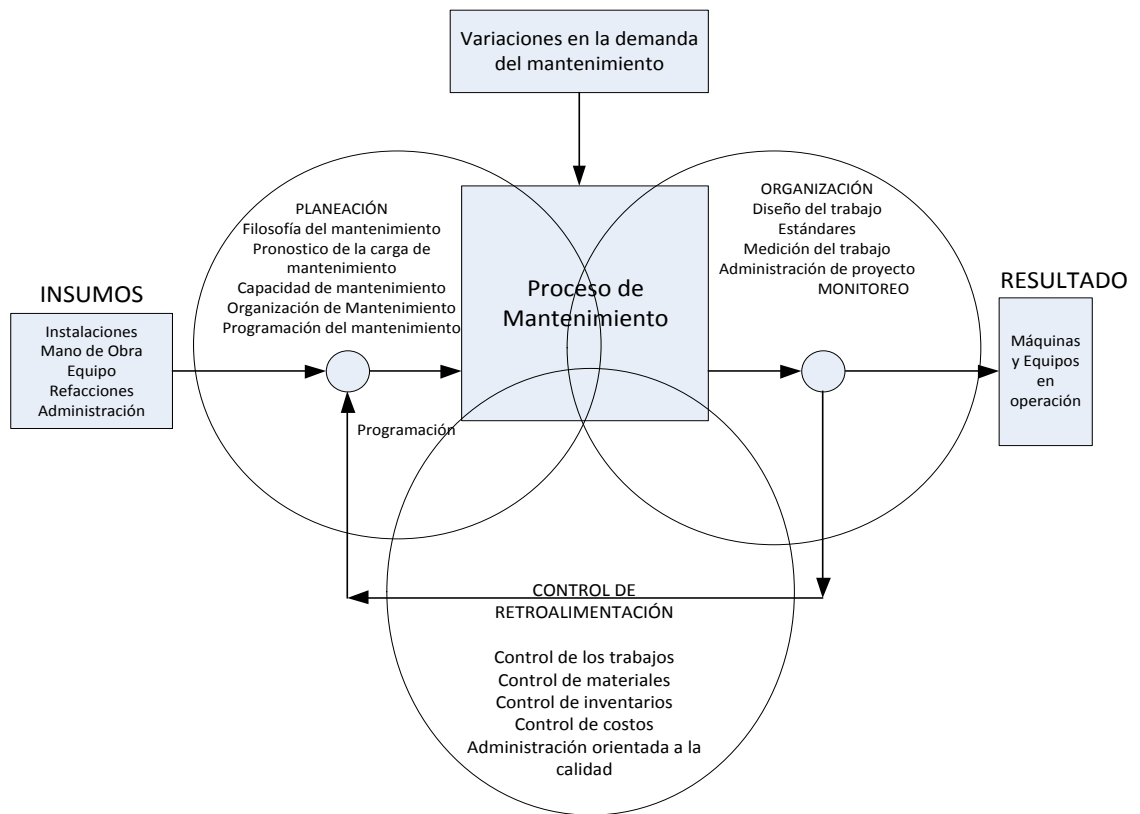 Variaciones en la demanda
del mantenimiento
PLANEACIÓN
Filosofía del mantenimiento
Pronostico de la carga de
mantenimiento
Capacidad de mantenimiento
Organización de Mantenimiento
Programación del mantenimiento
ORGANIZACIÓN
Diseño del trabajo
Estándares
Medición del trabajo
Administración de proyecto
MONITOREO
INSUMOS
Instalaciones
Mano de Obra
Equipo
Refacciones
Administración
Proceso de
Mantenimiento
RESULTADO
Máquinas
y Equipos
en
operación
Programación
CONTROL DE
RETROALIMENTACIÓN
Control de los trabajos
Control de materiales
Control de inventarios
Control de costos
Administración orientada a la
calidad